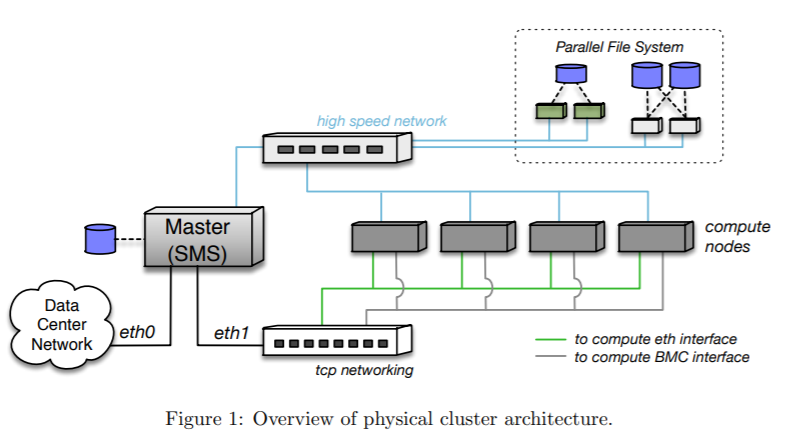 Parallel File System
high speed network
Master
(SMS)
compute
nodes
Data
Center
Network
eth0
eth1
tcp networking
to compute eth interface
to compute BMC interface
Figure 1: Overview of physical cluster architecture.